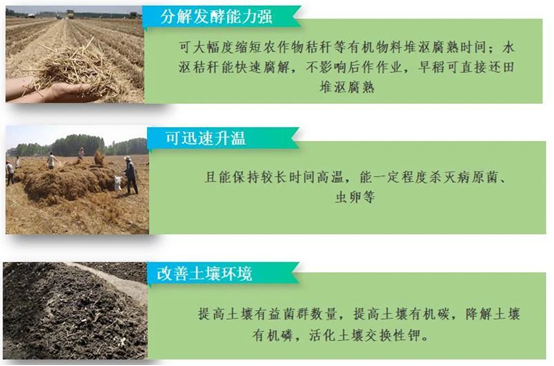 分解发酵能力强
可大幅度缩短农作物秸秆等有机物料堆沤腐熟时间；水
沤秸秆能快速腐解，不影响后作作业，早稻可直接还田
堆沤腐熟
可迅速升温
且能保持较长时间高温，能一定程度杀灭病原菌、
虫卵等
改善土壤环境
提高土壤有益菌群数量，提高土壤有机碳，降解土壤
有机磷，活化土壤交换性钾。